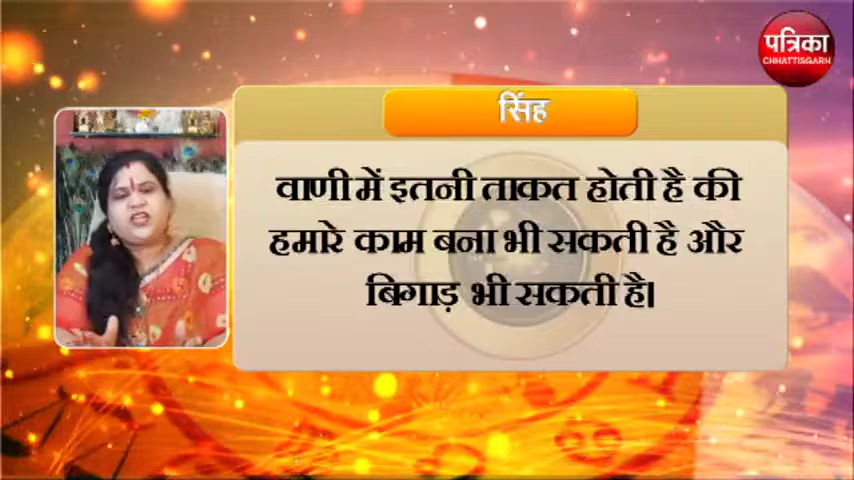 पत्रिका
CHHATTISGARH
सिंह
वाणी में इतनी ताकत होती है की
हमारे काम बना भी सकती है और
बिगाड़ भी सकती है।